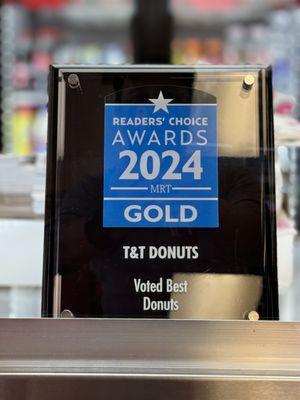 READERS' CHOICE
AWARDS
2024
MRT
GOLD
T&T DONUTS
Voted Best
Donuts